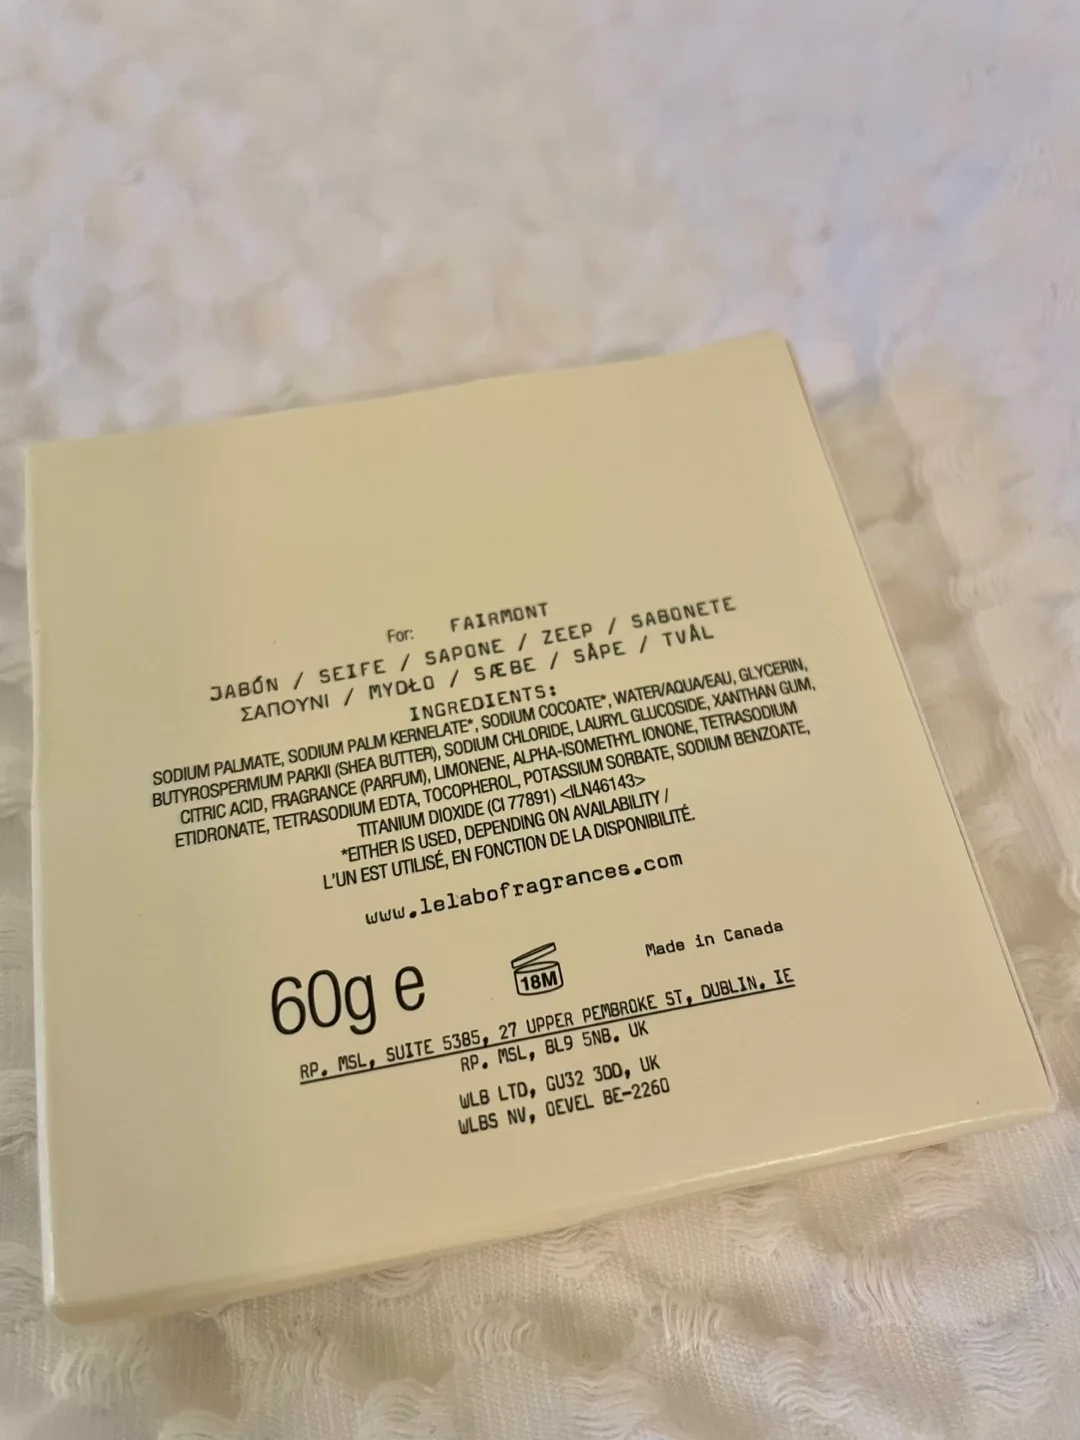 For: FAIRMONT
JABÓN / SEIFE / SAPONE / ZEEP / SABONETE
ΣΑΠΟΥΝΙ / MYDŁO / SÆBE / SÅPE / TVÅL
INGREDIENTS:
SODIUM PALMATE, SODIUM PALM KERNELATE*, SODIUM COCOATE*, WATER/AQUA/EAU, GLYCERIN,
BUTYROSPERMUM PARKII (SHEA BUTTER), SODIUM CHLORIDE, LAURYL GLUCOSIDE, XANTHAN GUM,
CITRIC ACID, FRAGRANCE (PARFUM), LIMONENE, ALPHA-ISOMETHYL IONONE, TETRASODIUM
ETIDRONATE, TETRASODIUM EDTA, TOCOPHEROL, POTASSIUM SORBATE, SODIUM BENZOATE,
TITANIUM DIOXIDE (CI 77891) <ILN46143>
*EITHER IS USED, DEPENDING ON AVAILABILITY /
L'UN EST UTILISÉ, EN FONCTION DE LA DISPONIBILITÉ.
www.lelabofragrances.com
60g e
18M
Made in Canada
RP. MSL, SUITE 5385, 27 UPPER PEMBROKE ST, DUBLIN. IE
RP. MSL, BL9 5NB. UK
WLB LTD, GU32 3DD, UK
WLBS NV, OEVEL BE-2260